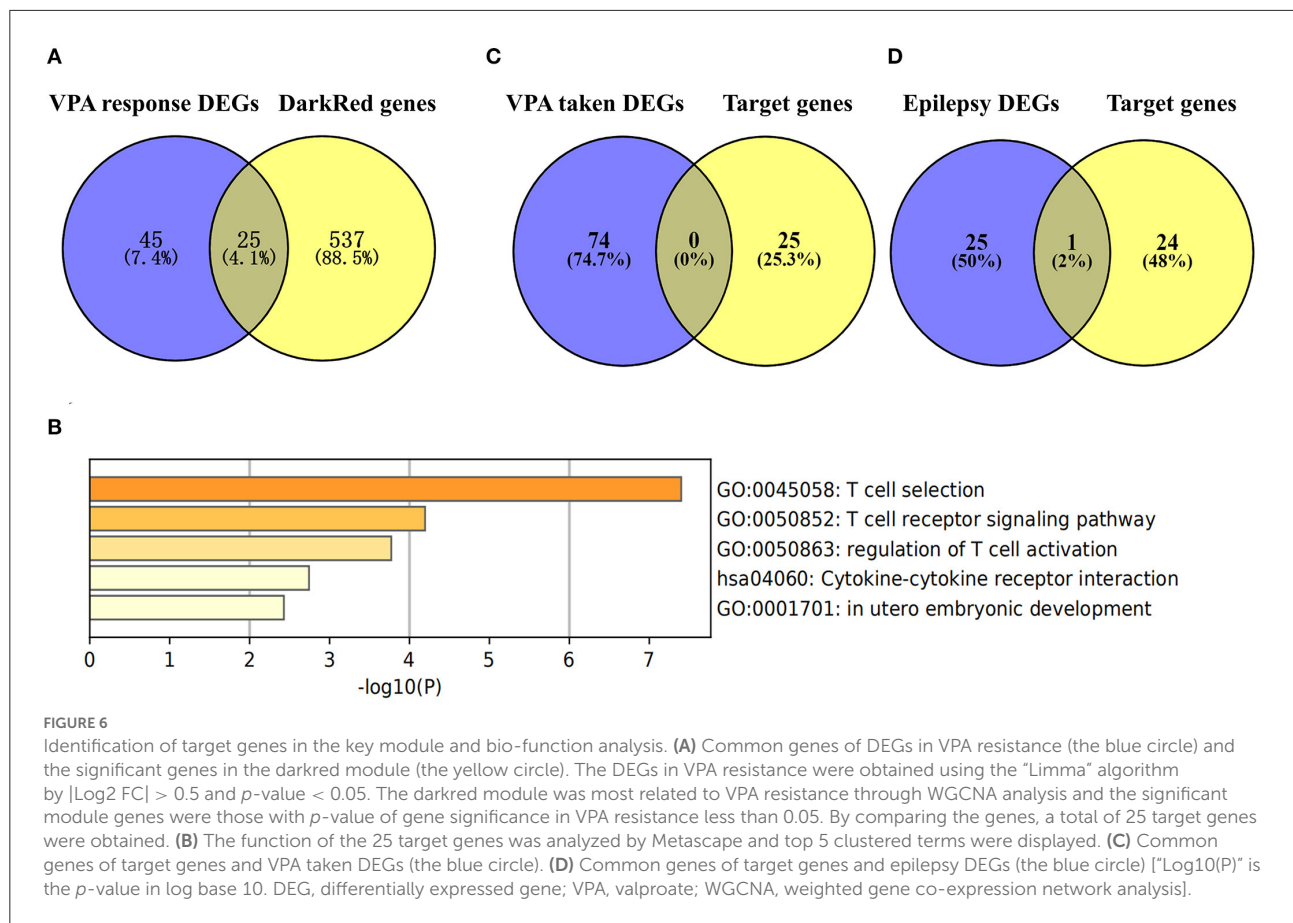 A
VPA response DEGs DarkRed genes
45 25 537
(7.4%) (4.1%) (88.5%)
C
VPA taken DEGs Target genes
74 0 25
(74.7%) (0%) (25.3%)
D
Epilepsy DEGs Target genes
25 1 24
(50%) (2%) (48%)
B
GO:0045058: T cell selection
GO:0050852: T cell receptor signaling pathway
GO:0050863: regulation of T cell activation
hsa04060: Cytokine-cytokine receptor interaction
GO:0001701: in utero embryonic development
0 1 2 3 4 5 6 7
-log10(P)
FIGURE 6
Identification of target genes in the key module and bio-function analysis. (A) Common genes of DEGs in VPA resistance (the blue circle) and
the significant genes in the darkred module (the yellow circle). The DEGs in VPA resistance were obtained using the “Limma” algorithm
by |Log2 FC| > 0.5 and p-value < 0.05. The darkred module was most related to VPA resistance through WGCNA analysis and the significant
module genes were those with p-value of gene significance in VPA resistance less than 0.05. By comparing the genes, a total of 25 target genes
were obtained. (B) The function of the 25 target genes was analyzed by Metascape and top 5 clustered terms were displayed. (C) Common
genes of target genes and VPA taken DEGs (the blue circle). (D) Common genes of target genes and epilepsy DEGs (the blue circle) [“Log10(P)” is
the p-value in log base 10. DEG, differentially expressed gene; VPA, valproate; WGCNA, weighted gene co-expression network analysis].